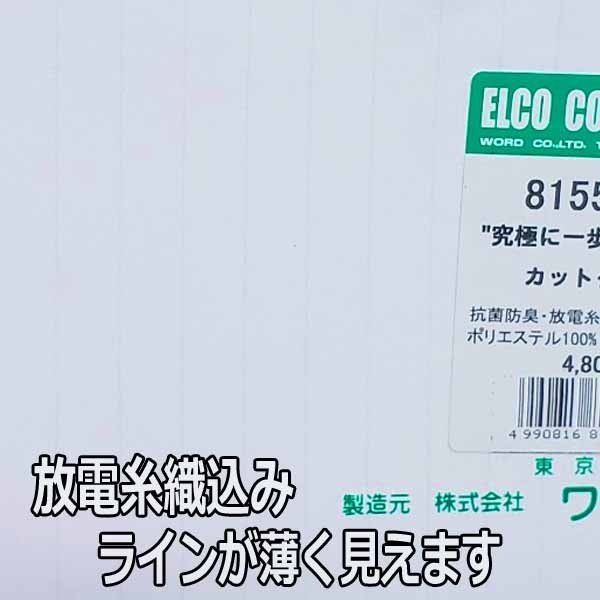 ELCO CO
WORD CO.,LTD. T
8155
"究極に一歩
カット
抗菌防臭・放電糸
ポリエステル100%
4,80
4 990816 8
東京
製造元 株式会社 ワ
放電糸織込み
ラインが薄く見えます